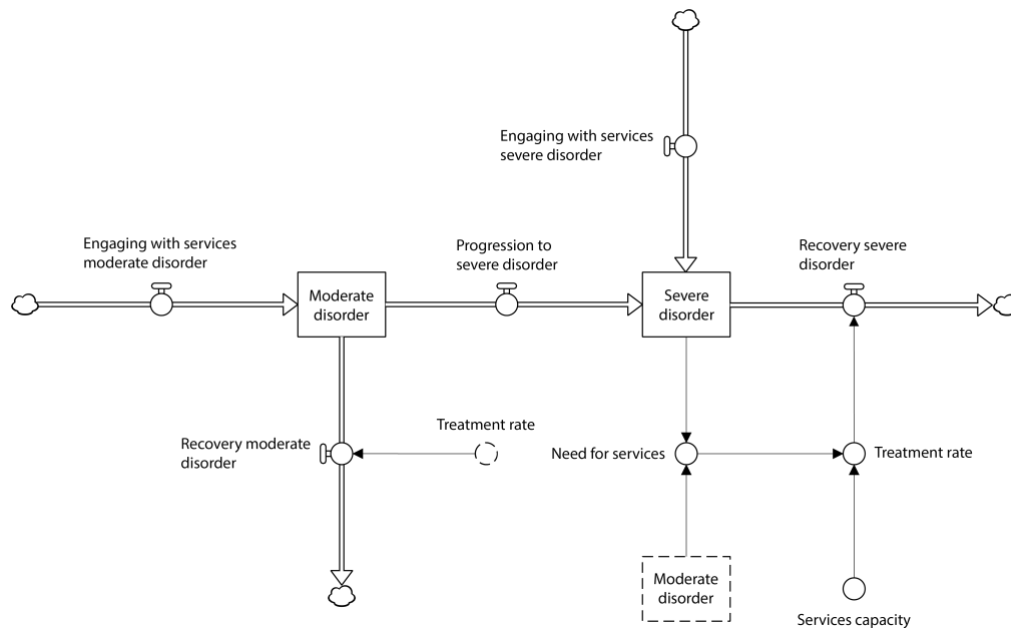 Engaging with services
severe disorder
Engaging with services
moderate disorder
Progression to
severe disorder
Recovery severe
disorder
Moderate
disorder
Severe
disorder
Treatment rate
Recovery moderate
disorder
Need for services
Treatment rate
Moderate
disorder
Services capacity